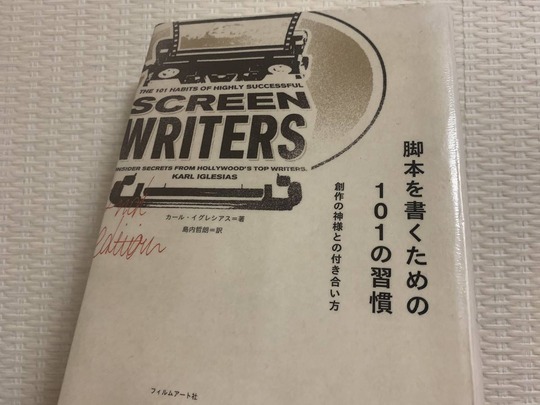 THE 101 HABITS OF HIGHLY SUCCESSFUL
SCREEN
WRITERS
INSIDER SECRETS FROM HOLLYWOOD'S TOP WRITERS.
KARL IGLESIAS
脚本を書くための
101の習慣
創作の神様との付き合い方
カール・イグレシアス=著
島内哲朗=訳
フィルムアート社